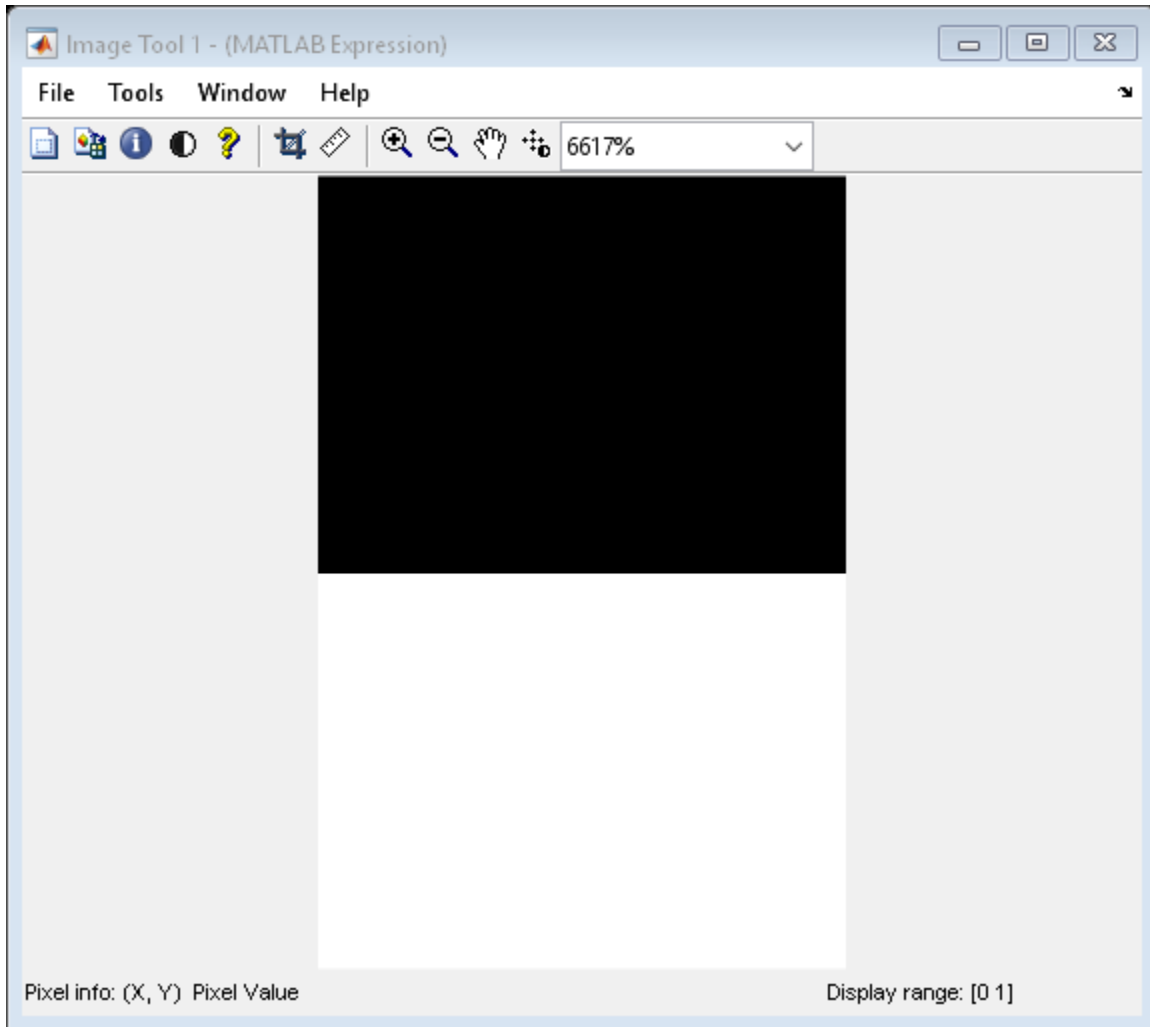 Image Tool 1 - (MATLAB Expression)
File Tools Window Help
6617%
Pixel info: (X, Y) Pixel Value
Display range: [0 1]